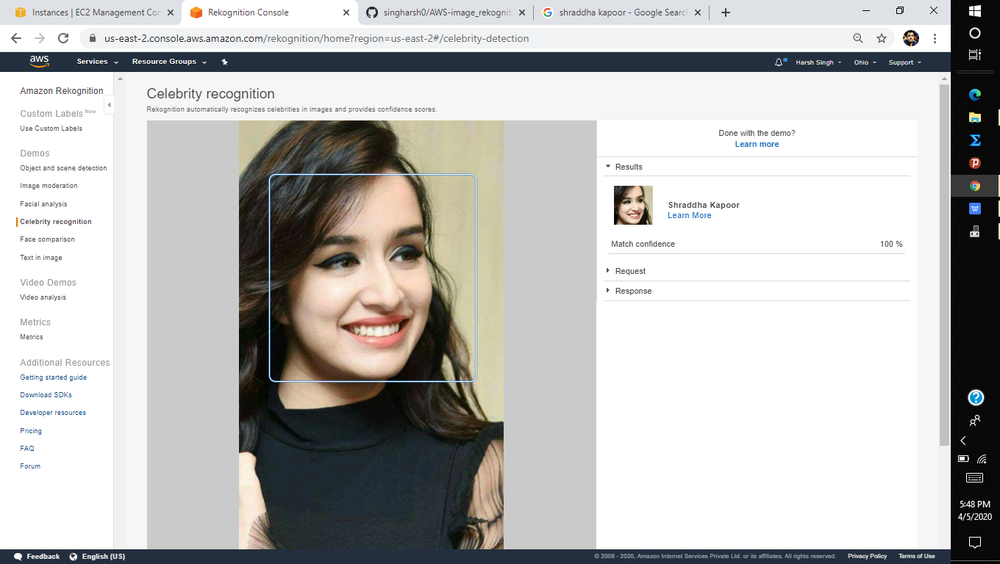 Instances | EC2 Management Con
Rekognition Console
singharsh0/AWS-image_rekognit
shraddha kapoor - Google Search
us-east-2.console.aws.amazon.com/rekognition/home?region=us-east-2#/celebrity-detection
aws
Services
Resource Groups
Harsh Singh
Ohio
Support
Amazon Rekognition
Custom Labels New
Use Custom Labels
Demos
Object and scene detection
Image moderation
Facial analysis
Celebrity recognition
Face comparison
Text in image
Video Demos
Video analysis
Metrics
Metrics
Additional Resources
Getting started guide
Download SDKs
Developer resources
Pricing
FAQ
Forum
Celebrity recognition
Rekognition automatically recognizes celebrities in images and provides confidence scores.
Done with the demo?
Learn more
Results
Shraddha Kapoor
Learn More
Match confidence 100 %
Request
Response
5:48 PM
4/5/2020
Feedback
English (US)
© 2008 - 2020, Amazon Internet Services Private Ltd. or its affiliates. All rights reserved.
Privacy Policy
Terms of Use